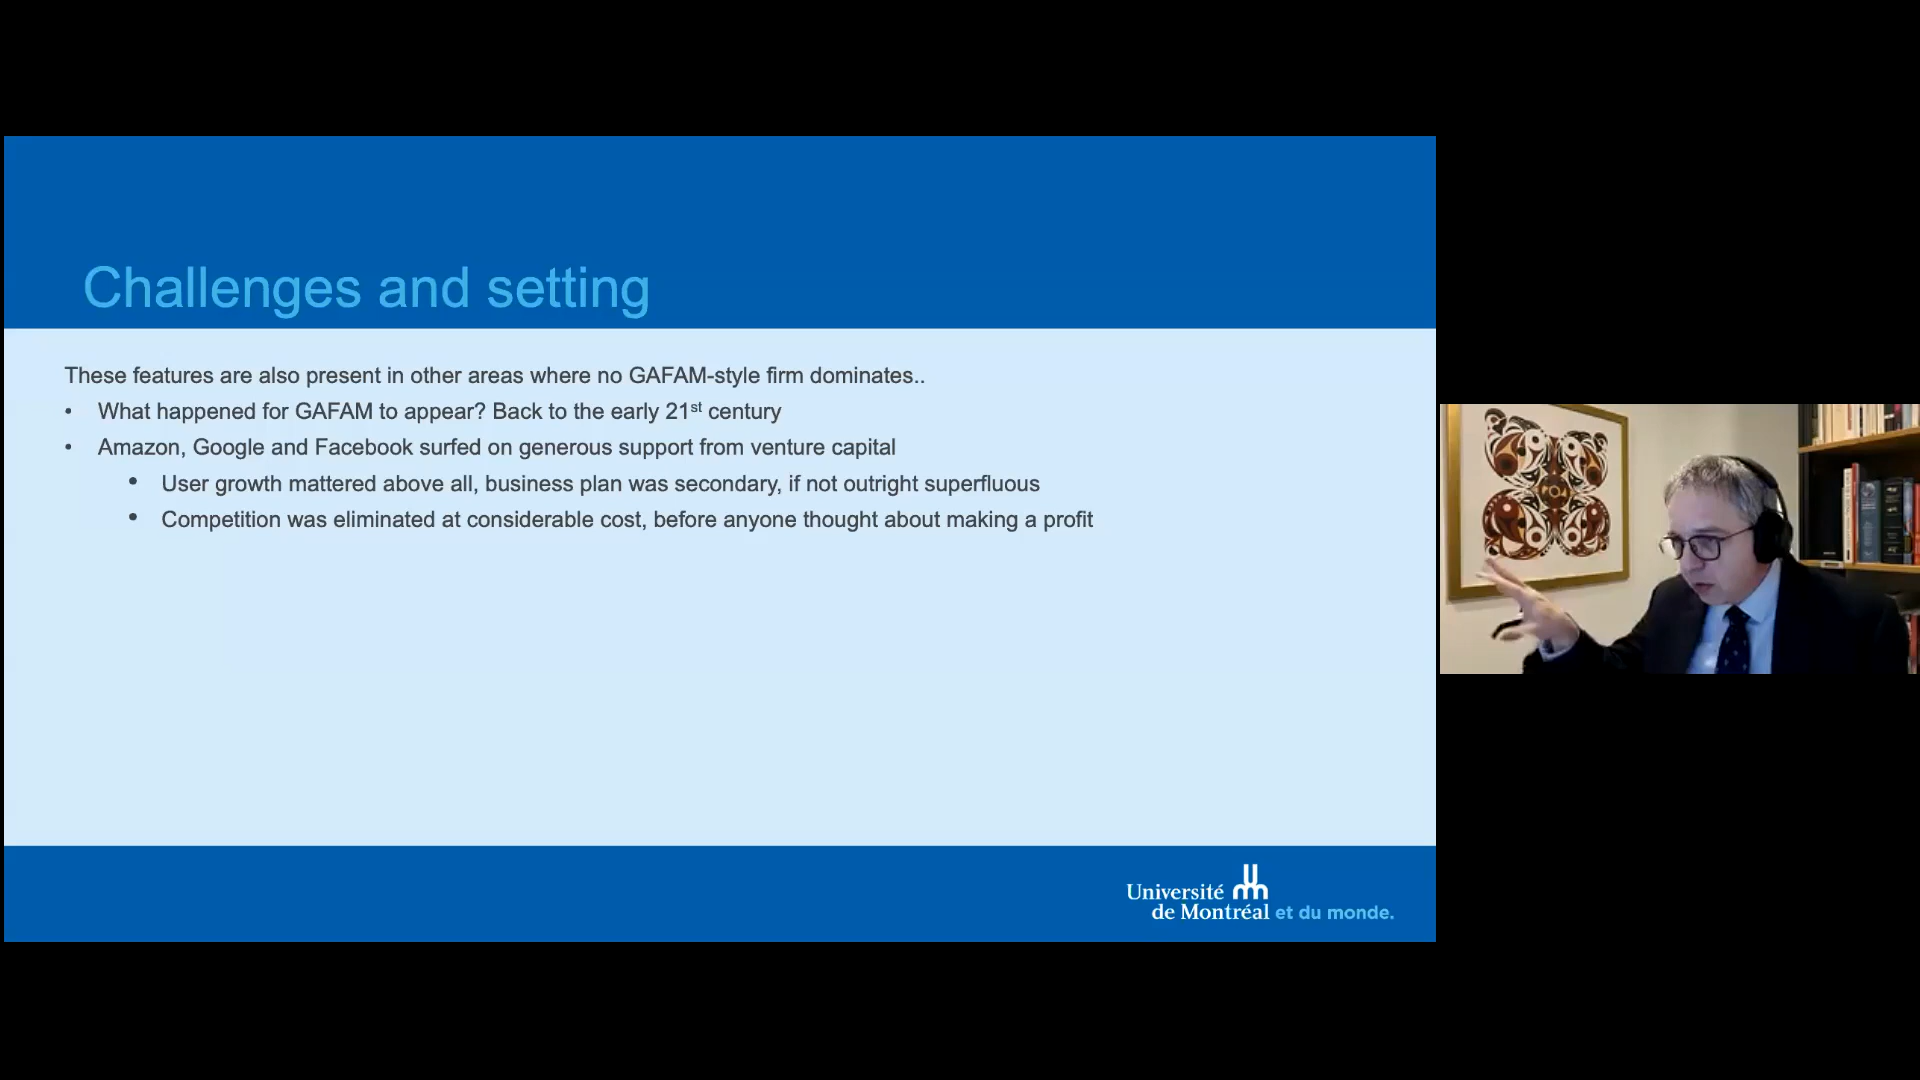 Challenges and setting
These features are also present in other areas where no GAFAM-style firm dominates..
• What happened for GAFAM to appear? Back to the early 21st century
• Amazon, Google and Facebook surfed on generous support from venture capital
• User growth mattered above all, business plan was secondary, if not outright superfluous
• Competition was eliminated at considerable cost, before anyone thought about making a profit
Université
de Montréal et du monde.